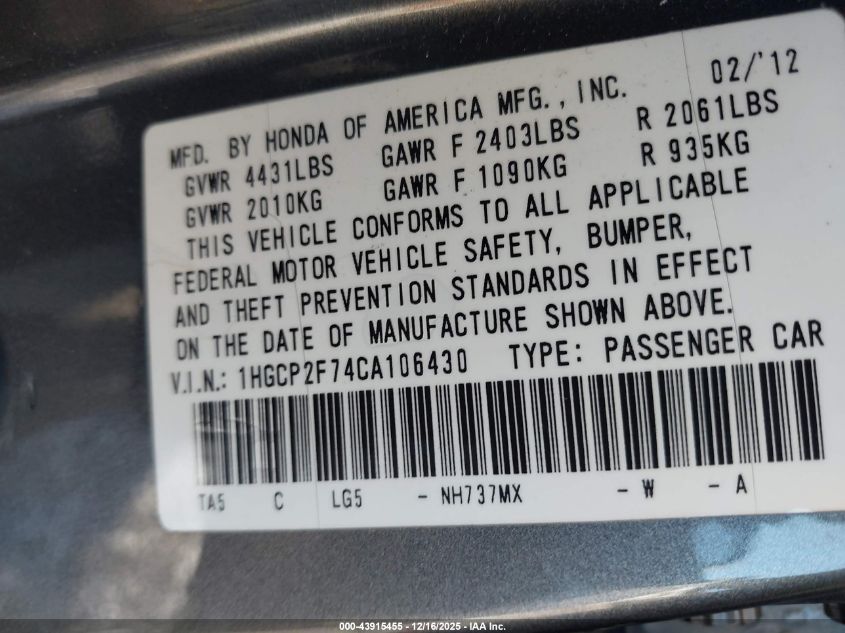 02/'12
MFD. BY HONDA OF AMERICA MFG., INC.
GVWR 4431LBS GAWR F 2403LBS R 2061LBS
GVWR 2010KG GAWR F 1090KG R 935KG
THIS VEHICLE CONFORMS TO ALL APPLICABLE
FEDERAL MOTOR VEHICLE SAFETY, BUMPER,
AND THEFT PREVENTION STANDARDS IN EFFECT
ON THE DATE OF MANUFACTURE SHOWN ABOVE.
V.I.N.: 1HGCP2F74CA106430 TYPE: PASSENGER CAR
TA5 C LG5 - NH737MX - W - A
000-43915455 - 12/16/2025 - IAA Inc.